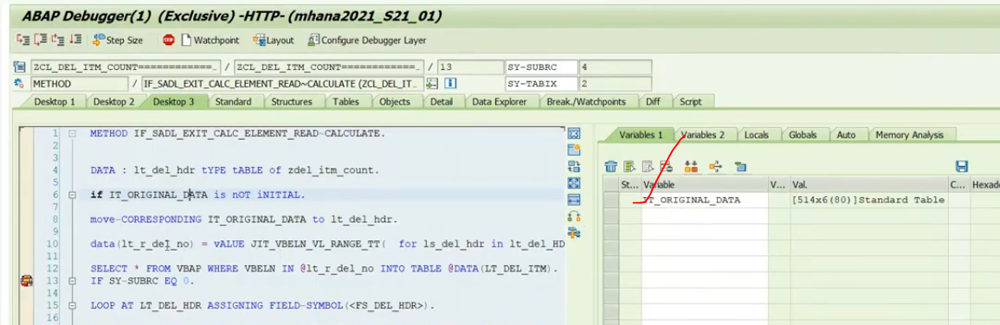 ABAP Debugger(1) (Exclusive) -HTTP- (mhana2021_S21_01)
Step Size Watchpoint Layout Configure Debugger Layer
ZCL_DEL_ITM_COUNT============_ / ZCL_DEL_ITM_COUNT============_ / 13 SY-SUBRC 4
METHOD / IF_SADL_EXIT_CALC_ELEMENT_READ~CALCULATE (ZCL_DEL_IT_ SY-TABIX 2
Desktop 1 Desktop 2 Desktop 3 Standard Structures Tables Objects Detail Data Explorer Break./Watchpoints Diff Script
1 METHOD IF_SADL_EXIT_CALC_ELEMENT_READ~CALCULATE.
2
3
4 DATA : lt_del_hdr tYPE tABLE of zdel_itm_count.
5
6 if IT_ORIGINAL_DATA is nOT iNITIAL.
7
8 move-CORRESPONDING IT_ORIGINAL_DATA to lt_del_hdr.
9
10 data(lt_r_del_no) = vALUE JIT_VBELN_VL_RANGE_TT( for ls_del_hdr in lt_del_HD
11
12 SELECT * FROM VBAP WHERE VBELN IN @lt_r_del_no INTO TABLE @DATA(LT_DEL_ITM).
13 IF SY-SUBRC EQ 0.
14
15 LOOP AT LT_DEL_HDR ASSIGNING FIELD-SYMBOL(<FS_DEL_HDR>).
16
Variables 1 Variables 2 Locals Globals Auto Memory Analysis
St... Variable V... Val. C... Hexade
IT_ORIGINAL_DATA [514x6(80)]Standard Table